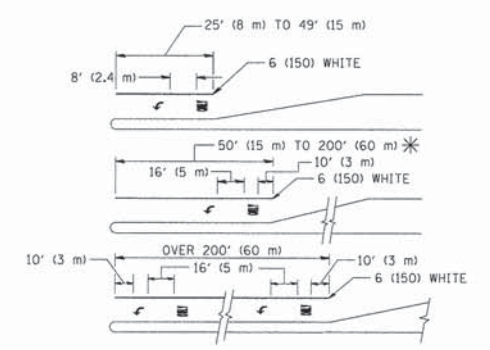 25' (8 m) TO 49' (15 m)
6 (150) WHITE
8' (2.4 m)
50' (15 m) TO 200' (60 m)
16' (5 m)
10' (3 m)
6 (150) WHITE
OVER 200' (60 m)
10' (3 m)
16' (5 m)
10' (3 m)
6 (150) WHITE